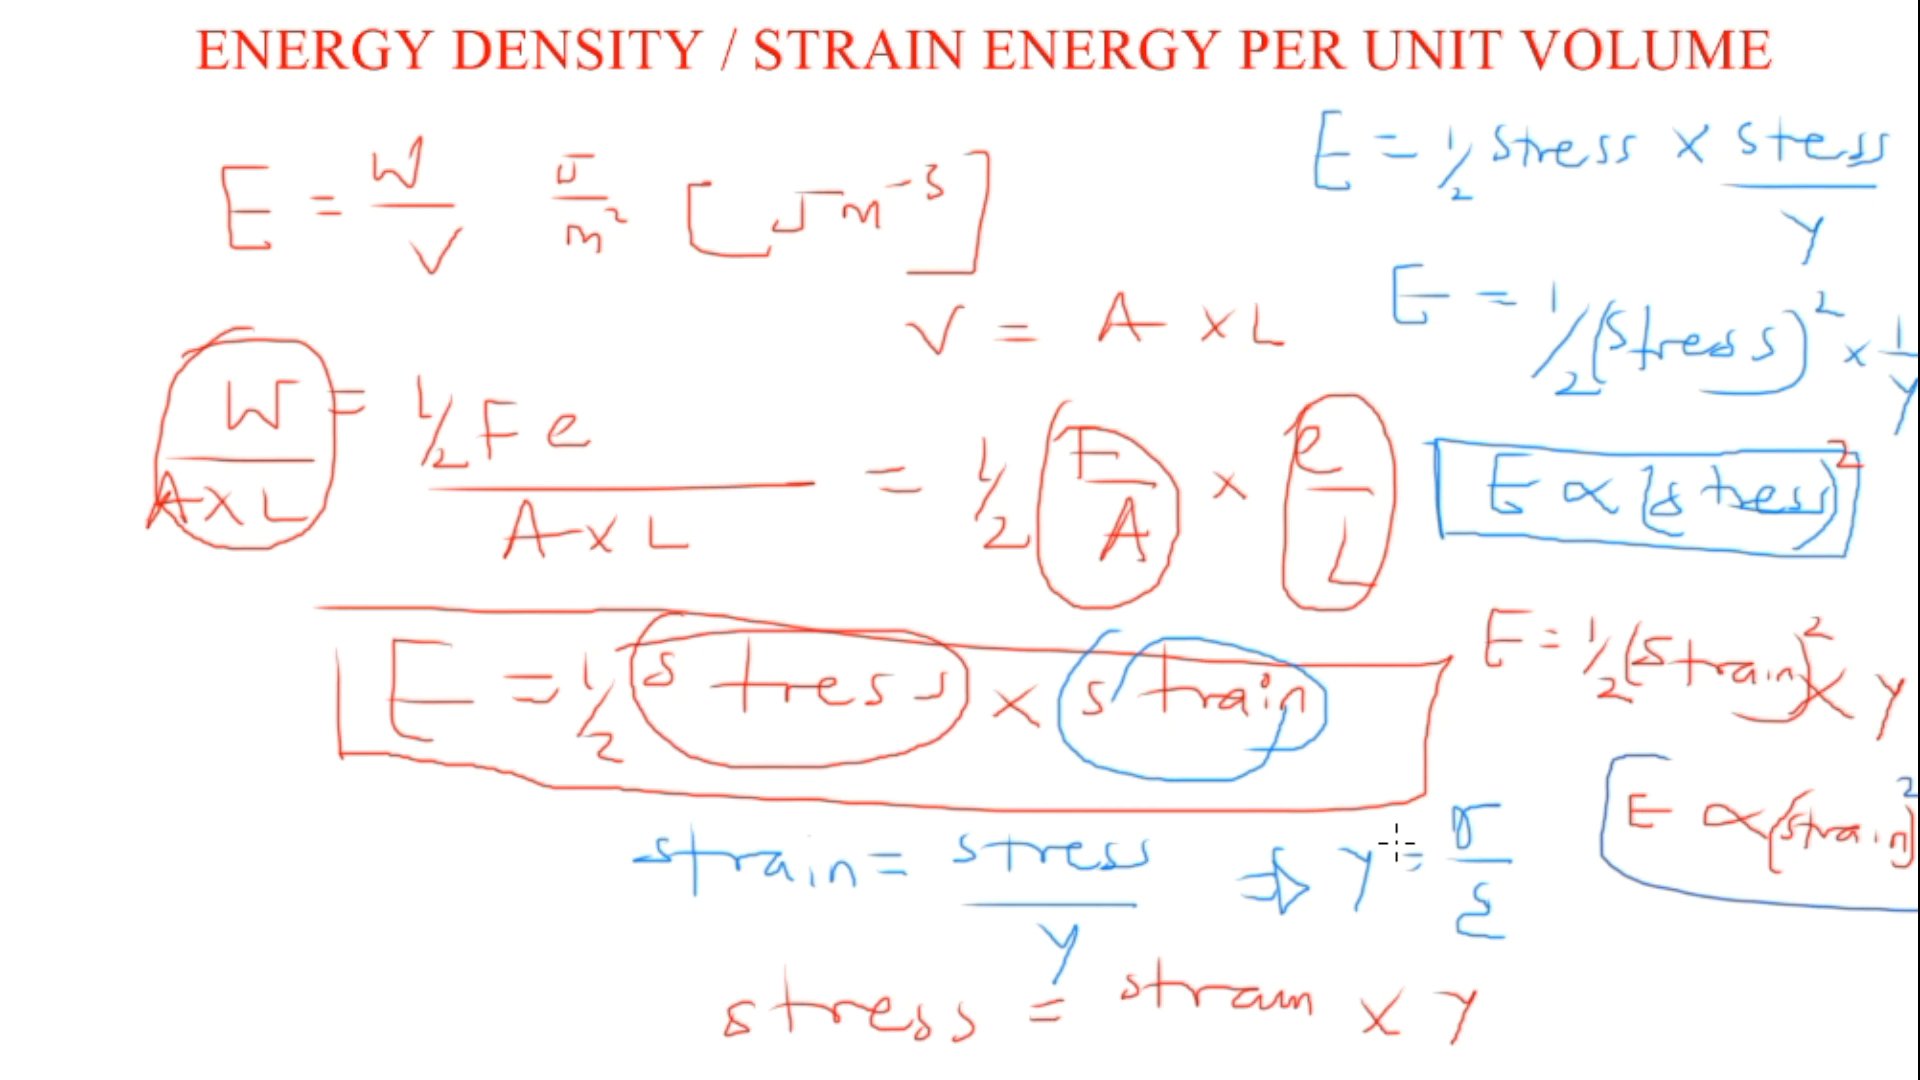 ENERGY DENSITY / STRAIN ENERGY PER UNIT VOLUME
E = W/V J/m² [Jm⁻³]
V = A × L
W/A×L = ½Fe/A×L = ½ F/A × e/L
E = ½ stress × strain
strain = stress/Y ⇒ Y = σ/ε
stress = strain × Y
E = ½ stress × stess/Y
E = ½(stress)² × 1/Y
E ∝ (stress)²
E = ½(strain)² × Y
E ∝ (strain)²